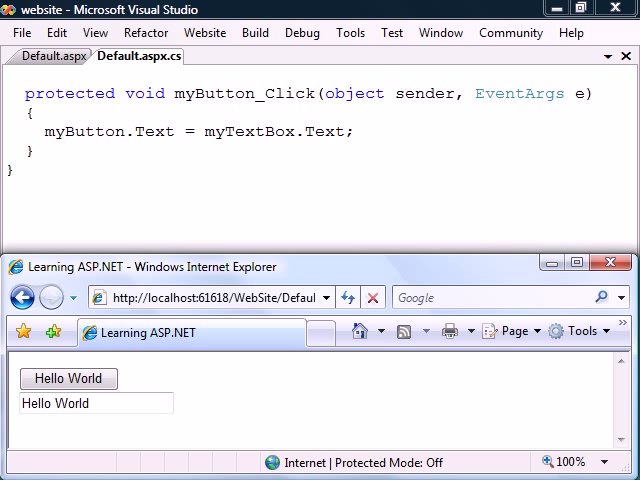 website - Microsoft Visual Studio
File Edit View Refactor Website Build Debug Tools Test Window Community Help
Default.aspx Default.aspx.cs
protected void myButton_Click(object sender, EventArgs e)
{
myButton.Text = myTextBox.Text;
}
}
Learning ASP.NET - Windows Internet Explorer
http://localhost:61618/WebSite/Defaul Google
Learning ASP.NET Page Tools »
Hello World
Hello World
Internet | Protected Mode: Off 100%